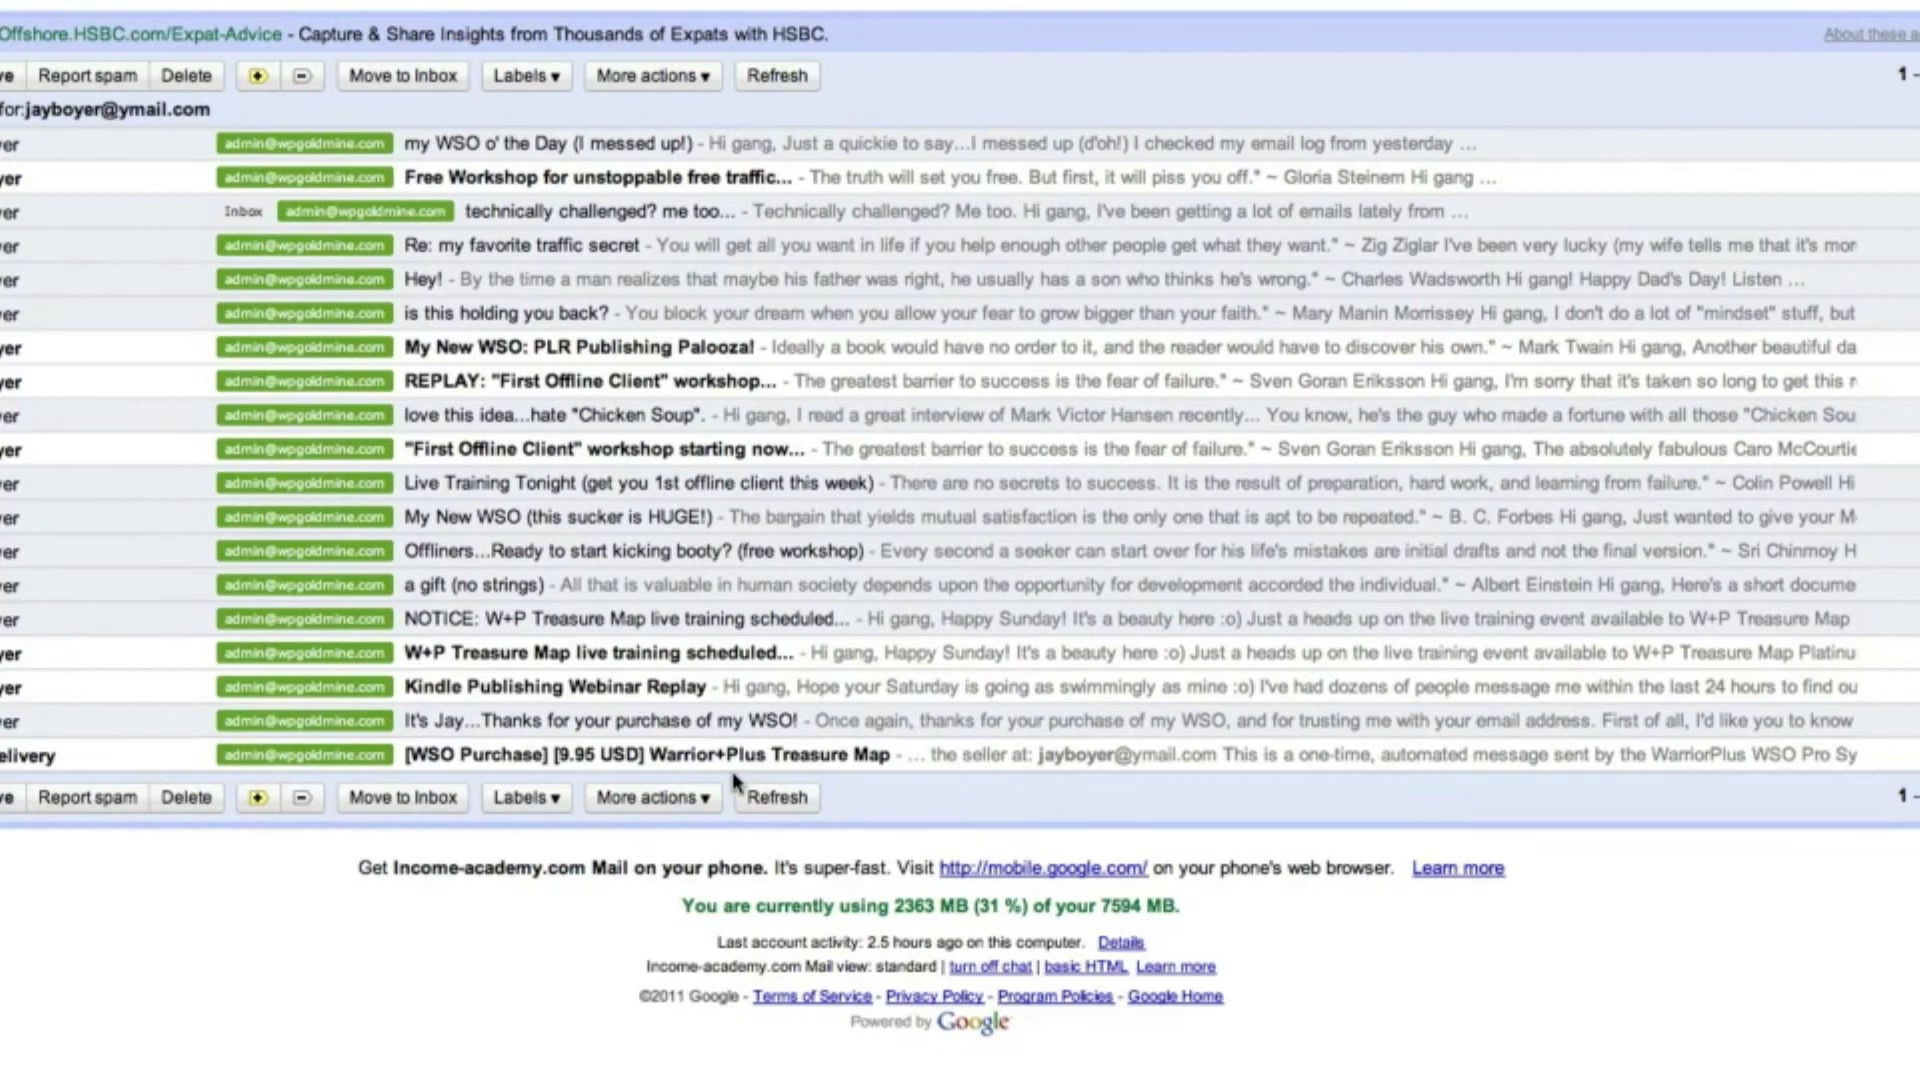 Offshore.HSBC.com/Expat-Advice - Capture & Share Insights from Thousands of Expats with HSBC. About these a
ve Report spam Delete Move to Inbox Labels ▾ More actions ▾ Refresh 1 -
for:jayboyer@ymail.com
yer admin@wpgoldmine.com my WSO o' the Day (I messed up!) - Hi gang, Just a quickie to say...I messed up (d'oh!) I checked my email log from yesterday ...
yer admin@wpgoldmine.com Free Workshop for unstoppable free traffic... - The truth will set you free. But first, it will piss you off." ~ Gloria Steinem Hi gang ...
yer Inbox admin@wpgoldmine.com technically challenged? me too... - Technically challenged? Me too. Hi gang, I've been getting a lot of emails lately from ...
yer admin@wpgoldmine.com Re: my favorite traffic secret - You will get all you want in life if you help enough other people get what they want." ~ Zig Ziglar I've been very lucky (my wife tells me that it's mor
yer admin@wpgoldmine.com Hey! - By the time a man realizes that maybe his father was right, he usually has a son who thinks he's wrong." ~ Charles Wadsworth Hi gang! Happy Dad's Day! Listen ...
yer admin@wpgoldmine.com is this holding you back? - You block your dream when you allow your fear to grow bigger than your faith." ~ Mary Manin Morrissey Hi gang, I don't do a lot of "mindset" stuff, but
yer admin@wpgoldmine.com My New WSO: PLR Publishing Palooza! - Ideally a book would have no order to it, and the reader would have to discover his own." ~ Mark Twain Hi gang, Another beautiful da
yer admin@wpgoldmine.com REPLAY: "First Offline Client" workshop... - The greatest barrier to success is the fear of failure." ~ Sven Goran Eriksson Hi gang, I'm sorry that it's taken so long to get this r
yer admin@wpgoldmine.com love this idea...hate "Chicken Soup". - Hi gang, I read a great interview of Mark Victor Hansen recently... You know, he's the guy who made a fortune with all those "Chicken Sou
yer admin@wpgoldmine.com "First Offline Client" workshop starting now... - The greatest barrier to success is the fear of failure." ~ Sven Goran Eriksson Hi gang, The absolutely fabulous Caro McCourtie
yer admin@wpgoldmine.com Live Training Tonight (get you 1st offline client this week) - There are no secrets to success. It is the result of preparation, hard work, and learning from failure." ~ Colin Powell Hi
yer admin@wpgoldmine.com My New WSO (this sucker is HUGE!) - The bargain that yields mutual satisfaction is the only one that is apt to be repeated." ~ B. C. Forbes Hi gang, Just wanted to give your M
yer admin@wpgoldmine.com Offliners...Ready to start kicking booty? (free workshop) - Every second a seeker can start over for his life's mistakes are initial drafts and not the final version." ~ Sri Chinmoy H
yer admin@wpgoldmine.com a gift (no strings) - All that is valuable in human society depends upon the opportunity for development accorded the individual." ~ Albert Einstein Hi gang, Here's a short docume
yer admin@wpgoldmine.com NOTICE: W+P Treasure Map live training scheduled... - Hi gang, Happy Sunday! It's a beauty here :o) Just a heads up on the live training event available to W+P Treasure Map
yer admin@wpgoldmine.com W+P Treasure Map live training scheduled... - Hi gang, Happy Sunday! It's a beauty here :o) Just a heads up on the live training event available to W+P Treasure Map Platinu
yer admin@wpgoldmine.com Kindle Publishing Webinar Replay - Hi gang, Hope your Saturday is going as swimmingly as mine :o) I've had dozens of people message me within the last 24 hours to find ou
yer admin@wpgoldmine.com It's Jay...Thanks for your purchase of my WSO! - Once again, thanks for your purchase of my WSO, and for trusting me with your email address. First of all, I'd like you to know
elivery admin@wpgoldmine.com [WSO Purchase] [9.95 USD] Warrior+Plus Treasure Map - ... the seller at: jayboyer@ymail.com This is a one-time, automated message sent by the WarriorPlus WSO Pro Sy
ve Report spam Delete Move to Inbox Labels ▾ More actions ▾ Refresh 1 -
Get Income-academy.com Mail on your phone. It's super-fast. Visit http://mobile.google.com/ on your phone's web browser. Learn more
You are currently using 2363 MB (31 %) of your 7594 MB.
Last account activity: 2.5 hours ago on this computer. Details
Income-academy.com Mail view: standard | turn off chat | basic HTML Learn more
©2011 Google - Terms of Service - Privacy Policy - Program Policies - Google Home
Powered by Google